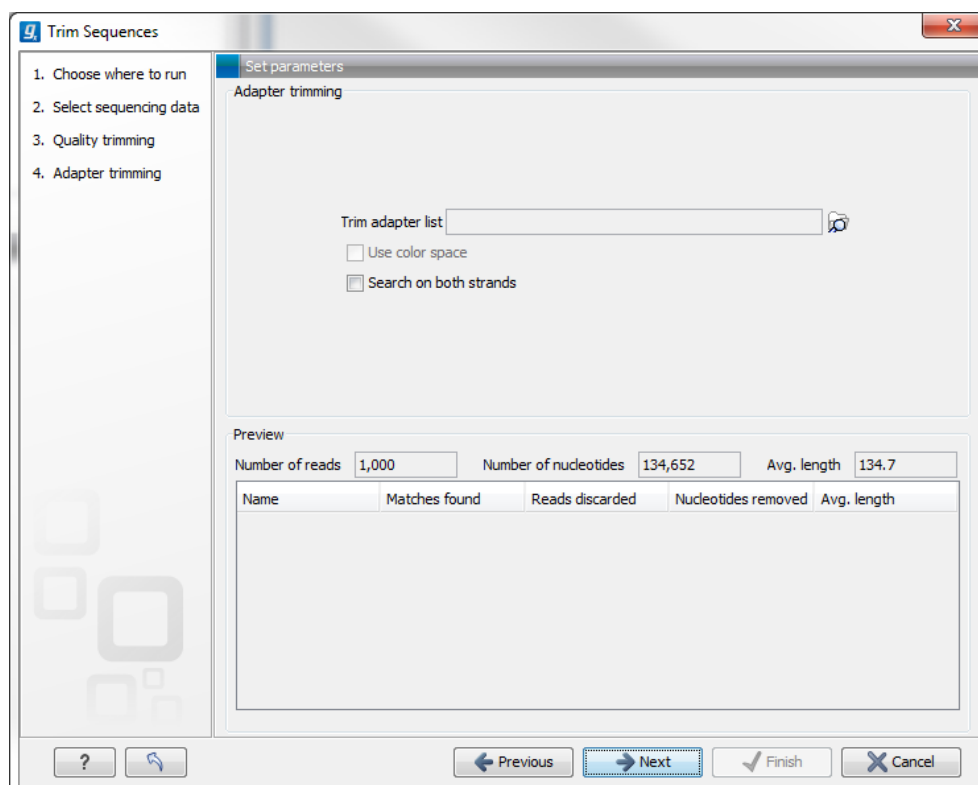 Trim Sequences
1. Choose where to run
2. Select sequencing data
3. Quality trimming
4. Adapter trimming
Set parameters
Adapter trimming
Trim adapter list
Use color space
Search on both strands
Preview
Number of reads 1,000 Number of nucleotides 134,652 Avg. length 134.7
Name Matches found Reads discarded Nucleotides removed Avg. length
? Previous Next Finish Cancel